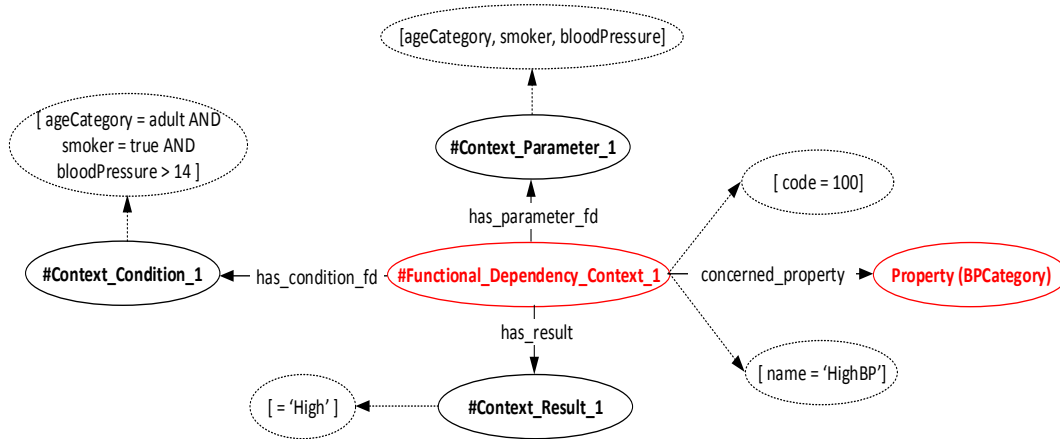 [ageCategory, smoker, bloodPressure]
[ ageCategory = adult AND
smoker = true AND
bloodPressure > 14 ]
#Context_Parameter_1
[ code = 100]
has_parameter_fd
#Context_Condition_1
has_condition_fd
#Functional_Dependency_Context_1
concerned_property
Property (BPCategory)
has_result
[ name = ‘HighBP’]
[ = ‘High’ ]
#Context_Result_1